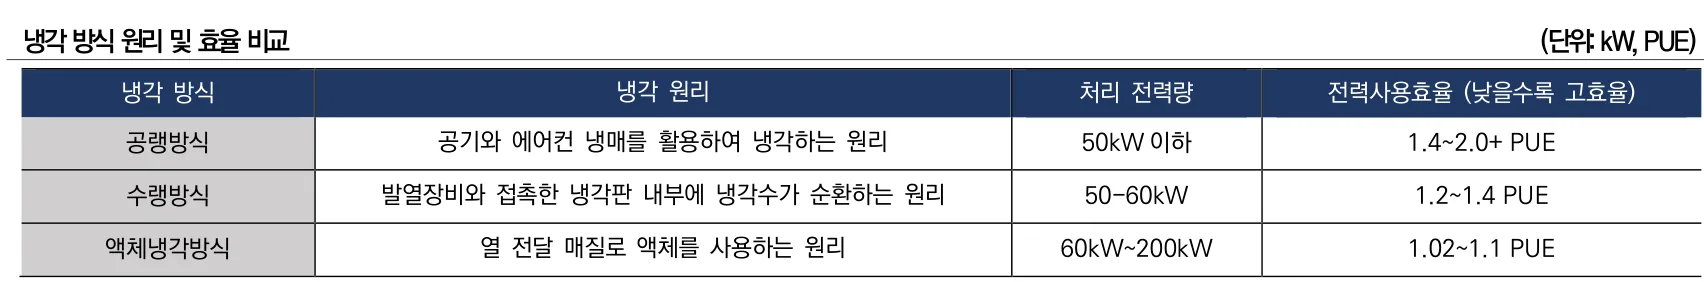 냉각 방식 원리 및 효율 비교 (단위: kW, PUE)
냉각 방식 냉각 원리 처리 전력량 전력사용효율 (낮을수록 고효율)
공랭방식 공기와 에어컨 냉매를 활용하여 냉각하는 원리 50kW 이하 1.4~2.0+ PUE
수랭방식 발열장비와 접촉한 냉각판 내부에 냉각수가 순환하는 원리 50-60kW 1.2~1.4 PUE
액체냉각방식 열 전달 매질로 액체를 사용하는 원리 60kW~200kW 1.02~1.1 PUE